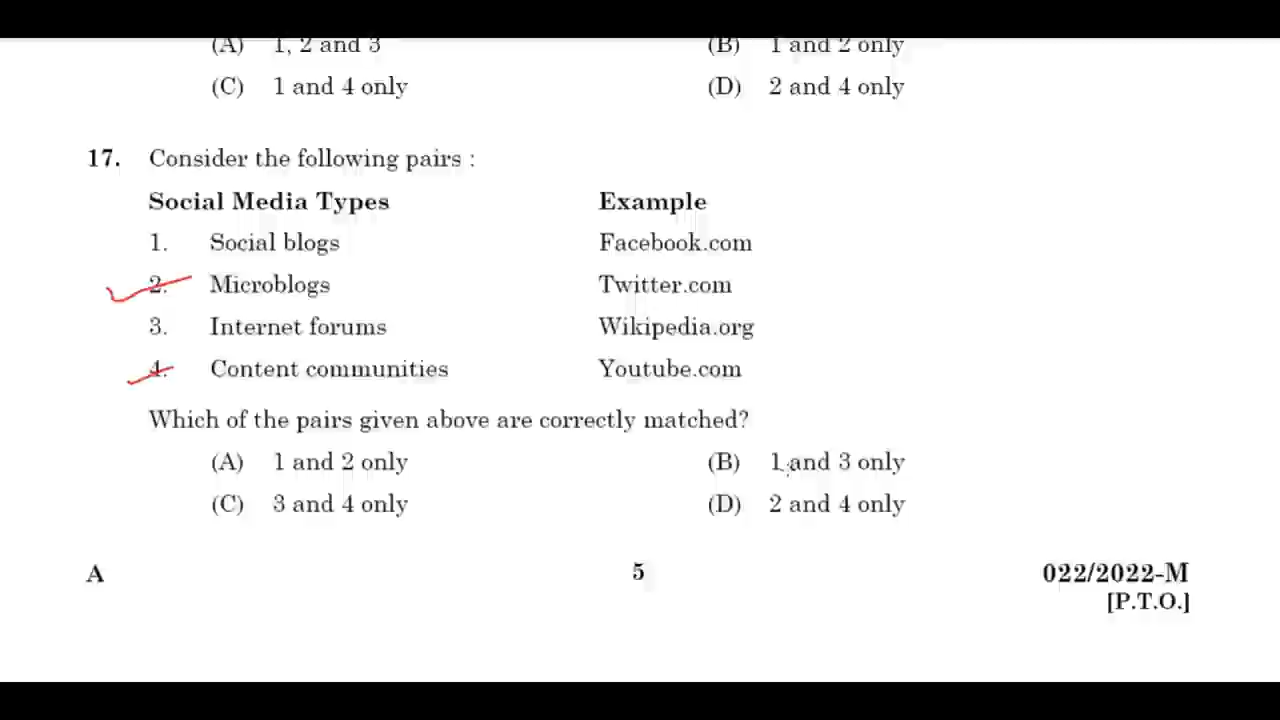 (A) 1, 2 and 3 (B) 1 and 2 only
(C) 1 and 4 only (D) 2 and 4 only
17. Consider the following pairs :
Social Media Types Example
1. Social blogs Facebook.com
2. Microblogs Twitter.com
3. Internet forums Wikipedia.org
4. Content communities Youtube.com
Which of the pairs given above are correctly matched?
(A) 1 and 2 only (B) 1 and 3 only
(C) 3 and 4 only (D) 2 and 4 only
A 5 022/2022-M
[P.T.O.]